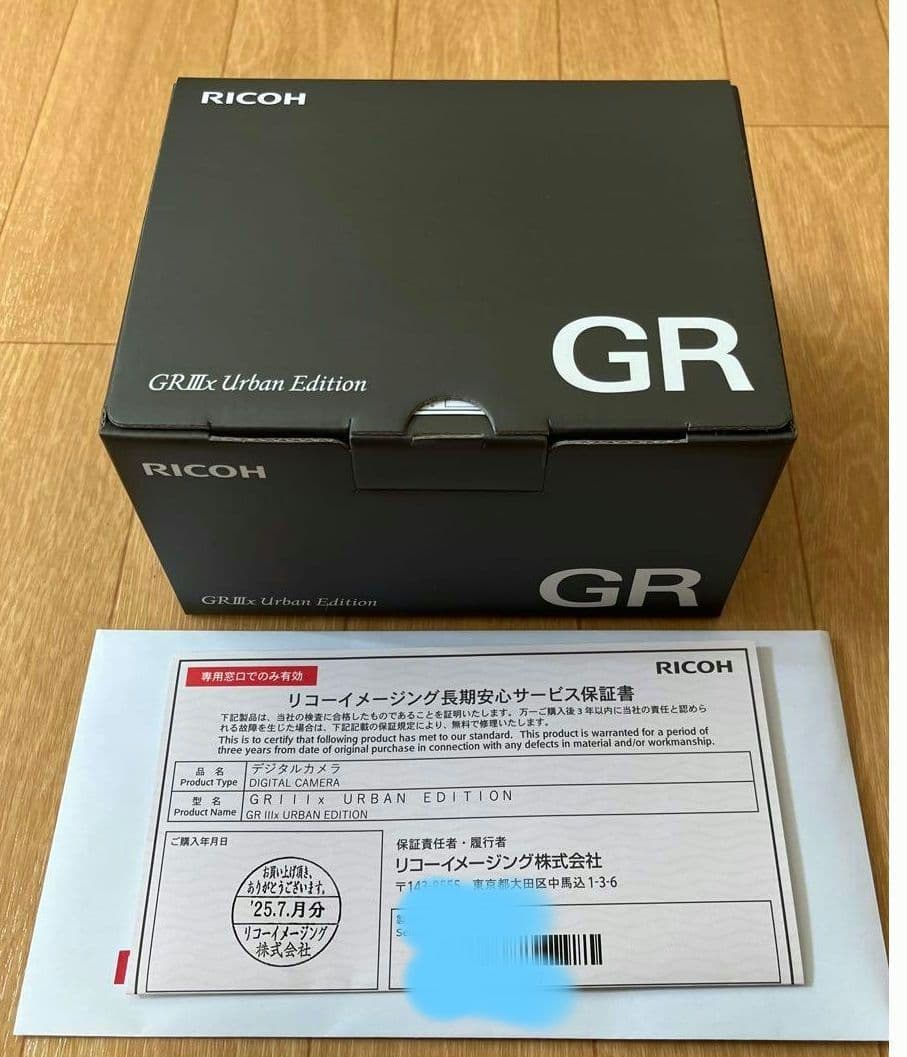 RICOH
GR
GRⅢx Urban Edition
RICOH
GR
GRⅢx Urban Edition
専用窓口でのみ有効
RICOH
リコーイメージング長期安心サービス保証書
下記製品は、当社の検査に合格したものであることを証明いたします。万一ご購入後3年以内に当社の責任と認めら
れる故障を生じた場合は、下記記載の保証規定により、無料で修理いたします。
This is to certify that following product has met to our standard. This product is warranted for a period of
three years from date of original purchase in connection with any defects in material and/or workmanship.
品 名
Product Type
デジタルカメラ
DIGITAL CAMERA
型 名
Product Name
GRIIIx URBAN EDITION
GR IIIx URBAN EDITION
ご購入年月日
お買い上げ頂き、
ありがとうございます。
'25.7.月分
リコーイメージング
株式会社
保証責任者・履行者
リコーイメージング株式会社
〒143-8555 東京都大田区中馬込1-3-6